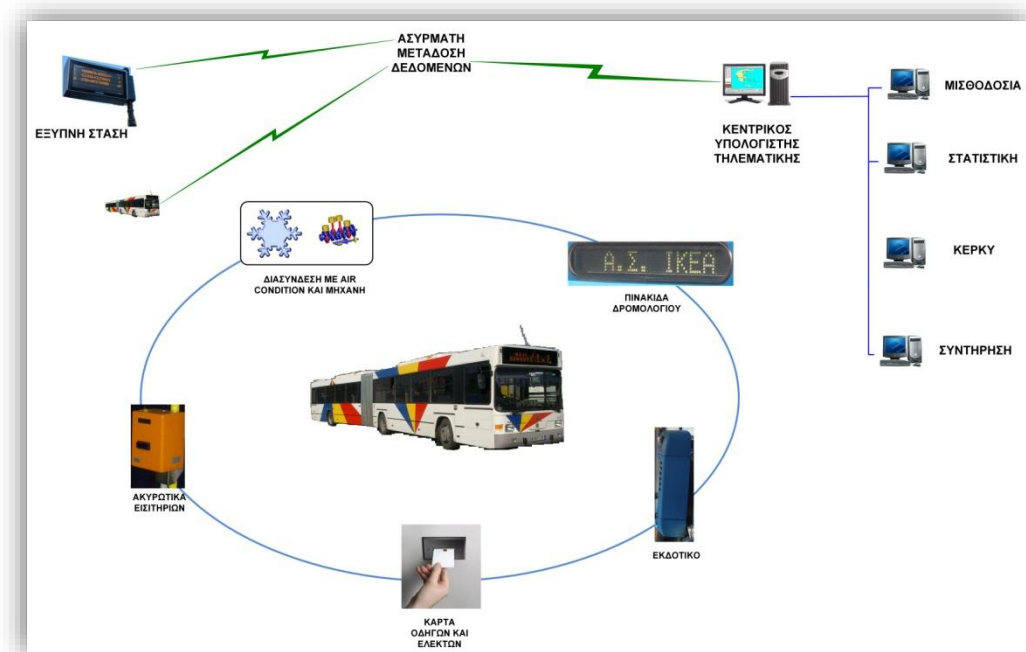 ΑΣΥΡΜΑΤΗ
ΜΕΤΑΔΟΣΗ
ΔΕΔΟΜΕΝΩΝ
ΕΞΥΠΝΗ ΣΤΑΣΗ
ΚΕΝΤΡΙΚΟΣ
ΥΠΟΛΟΓΙΣΤΗΣ
ΤΗΛΕΜΑΤΙΚΗΣ
ΜΙΣΘΟΔΟΣΙΑ
ΣΤΑΤΙΣΤΙΚΗ
ΚΕΡΚΥ
ΣΥΝΤΗΡΗΣΗ
ΔΙΑΣΥΝΔΕΣΗ ΜΕ AIR
CONDITION ΚΑΙ ΜΗΧΑΝΗ
Α.Σ. ΙΚΕΑ
ΠΙΝΑΚΙΔΑ
ΔΡΟΜΟΛΟΓΙΟΥ
ΑΚΥΡΩΤΙΚΑ
ΕΙΣΙΤΗΡΙΩΝ
ΕΚΔΟΤΙΚΟ
ΚΑΡΤΑ
ΟΔΗΓΩΝ ΚΑΙ
ΕΛΕΚΤΩΝ